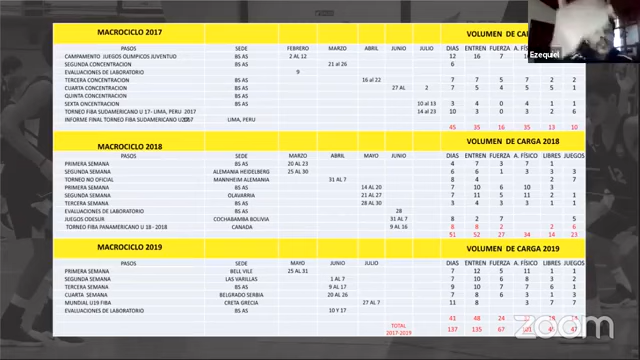 MACROCICLO 2017 VOLUMEN DE CARG
Ezequiel
PASOS SEDE FEBRERO MARZO ABRIL JUNIO JULIO DIAS ENTREN FUERZA A. FÍSI
CAMPAMENTO JUEGOS OLIMPICOS JUVENTUD BS AS 2 AL 12 12 16 7
SEGUNDA CONCENTRACION BS AS 21 al 26 6
EVALUACIONES DE LABORATORIO 9
TERCERA CONCENTRACION BS AS 16 al 22 7 7 5 7 2 2
CUARTA CONCENTRACION BS AS 27 AL 2 7 5 4 5 5 1
QUINTA CONCENTRACION BS AS
SEXTA CNCENTRACION BS AS 10 al 13 3 4 0 4 1 1
TORNEO FIBA SUDAMERICANO U 17- LIMA, PERU 2017 14 al 23 10 3 0 3 2 6
INFORME FINAL TORNEO FIBA SUDAMERICANO LIMA, PERU
45 35 16 35 13 10
MACROCICLO 2018 VOLUMEN DE CARGA 2018
PASOS SEDE MARZO ABRIL MAYO JUNIO DIAS ENTREN FUERZA A. FÍSICO LIBRES JUEGOS
PRIMERA SEMANA BS AS 20 AL 23 4 7 3 7 1
SEGUNDA SEMANA ALEMANIA HEIDELBERG 25 AL 30 6 6 1 3 3 3
TORNEO NO OFICIAL MANNHEIM ALEMANIA 31 AL 7 8 4 2 7
PRIMERA SEMANA BS AS 14 AL 20 7 10 6 10 3
SEGUNDA SEMANA OLAVARRIA 21 AL 27 7 11 5 11 2 1
TERCERA SEMANA BS AS 28 AL 30 3 4 3 3 1 1
EVALUACIONES DE LABORATORIO BS AS 28
JUEGOS ODESUR COCHABAMBA BOLIVIA 31 AL 7 8 2 7 5
TORNEO FIBA PANAMERICANO U 18 - 2018 CANADA 9 AL 16 8 8 2 2 6
51 52 27 34 14 23
MACROCICLO 2019 VOLUMEN DE CARGA 2019
PASOS SEDE MAYO JUNIO JULIO DIAS ENTREN FUERZA A. FÍSICO LIBRES JUEGOS
PRIMERA SEMANA BELL VILLE 25 AL 31 7 12 5 11 1 1
SEGUNDA SEMANA LAS VARILLAS 1 AL 7 7 10 6 8 3 2
TERCERA SEMANA BS AS 9 AL 17 9 10 7 7 6 1
CUARTA SEMANA BELGRADO SERBIA 20 AL 26 7 8 6 3 1 3
MUNDIAL U19 FIBA CRETA GRECIA 27 AL 7 11 8 3 7 7
EVALUACIONES DE LABORATORIO BS AS 10 Y 17
41 48 24
TOTAL 2017-2019 137 135 67
zoom